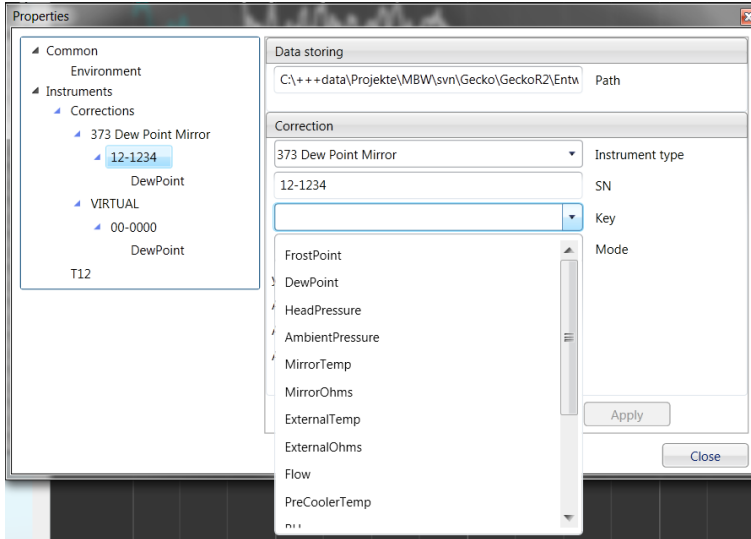 Properties
Common
Environment
Instruments
Corrections
373 Dew Point Mirror
12-1234
DewPoint
VIRTUAL
00-0000
DewPoint
T12
Data storing
C:\+++data\Projekte\MBW\svn\Gecko\GeckoR2\Entw Path
Correction
373 Dew Point Mirror Instrument type
12-1234 SN
Key
Mode
FrostPoint
DewPoint
HeadPressure
AmbientPressure
MirrorTemp
MirrorOhms
ExternalTemp
ExternalOhms
Flow
PreCoolerTemp
Apply
Close